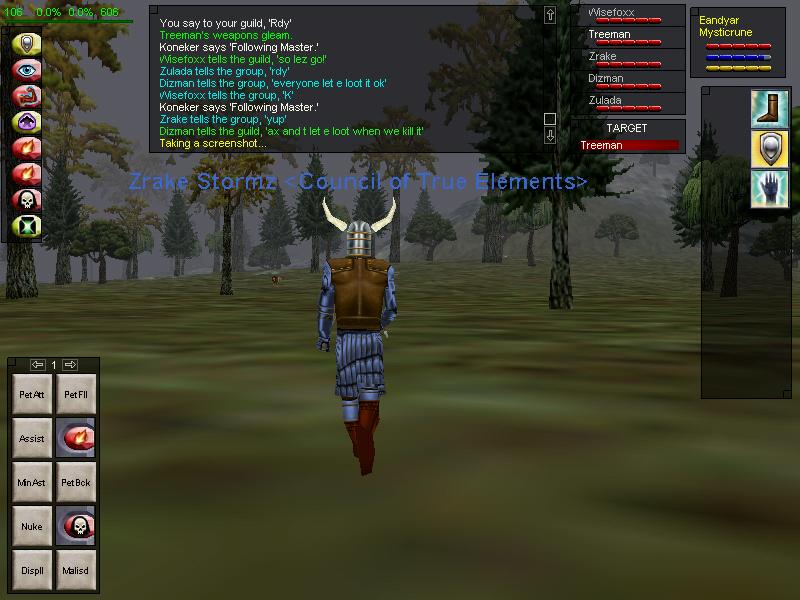 106 0.0% 0.0% 606
You say to your guild, 'Rdy'
Treeman's weapons gleam.
Koneker says 'Following Master.'
Wisefoxx tells the guild, 'so lez go!'
Zulada tells the group, 'rdy'
Dizman tells the group, 'everyone let e loot it ok'
Wisefoxx tells the group, 'K'
Koneker says 'Following Master.'
Zrake tells the group, 'yup'
Dizman tells the guild, 'ax and t let e loot when we kill it'
Taking a screenshot...
Wisefoxx
Treeman
Zrake
Dizman
Zulada
TARGET
Treeman
Eandyar
Mysticrune
Zrake Stormz <Council of True Elements>
1
PetAtt PetFll
Assist
MinAst PetBck
Nuke
Displl Malisd